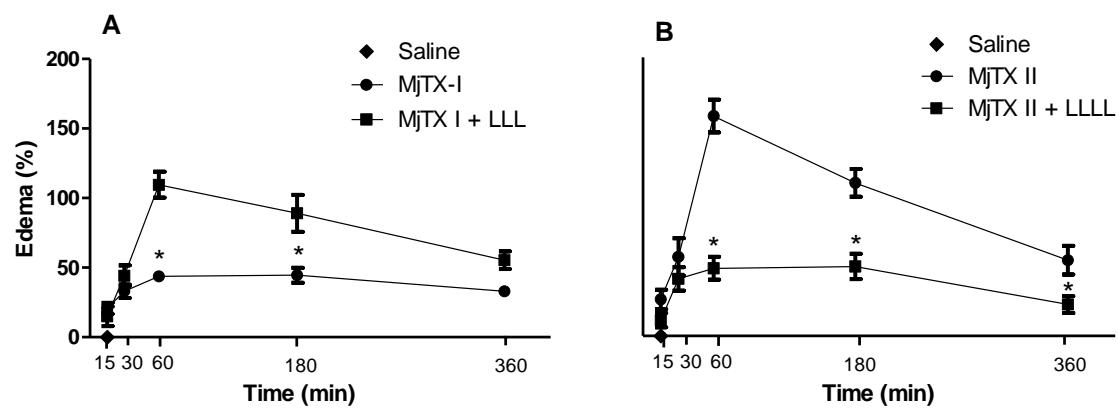 A
Saline
MjTX-I
MjTX I + LLL
Edema (%)
200
150
100
50
0
*
*
15 30 60 180 360
Time (min)
B
Saline
MjTX II
MjTX II + LLLL
*
*
*
15 30 60 180 360
Time (min)